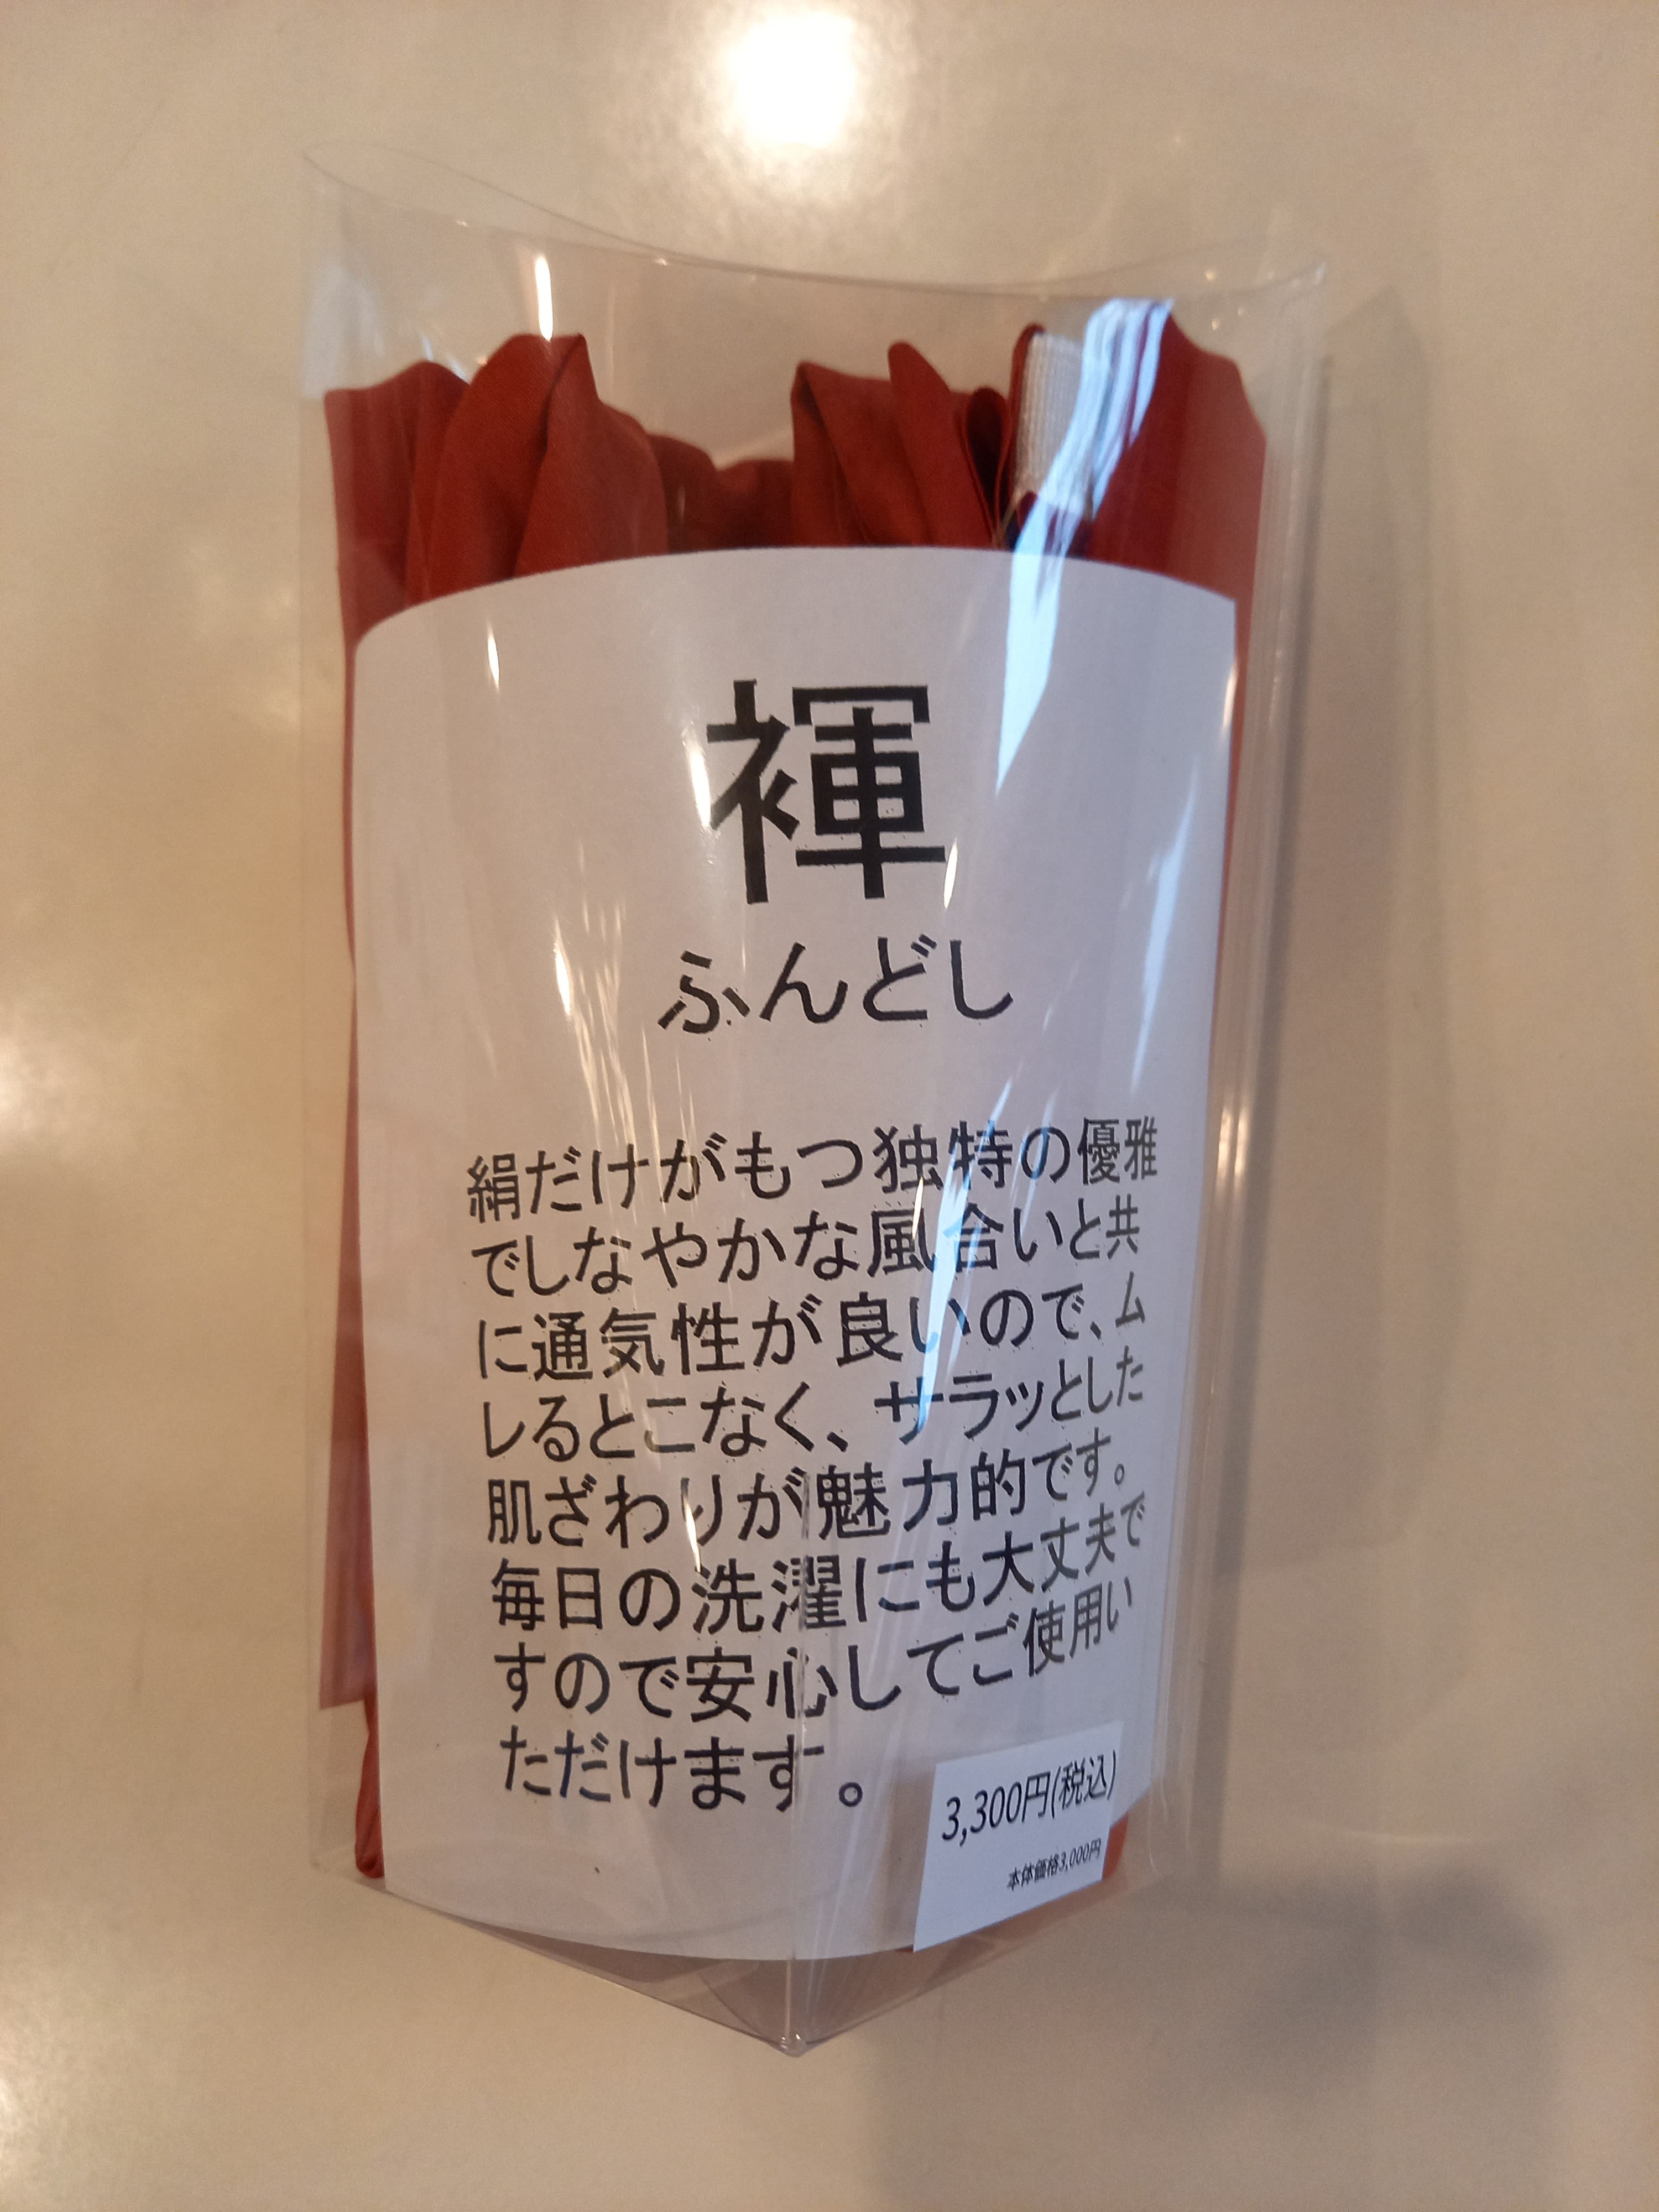 褌
ふんどし
絹だけがもつ独特の優雅
でしなやかな風合いと共
に通気性が良いので、ム
レるとこなく、サラッとした
肌ざわりが魅力的です。
毎日の洗濯にも大丈夫で
すので安心してご使用い
ただけます。
3,300円(税込)
本体価格3,000円